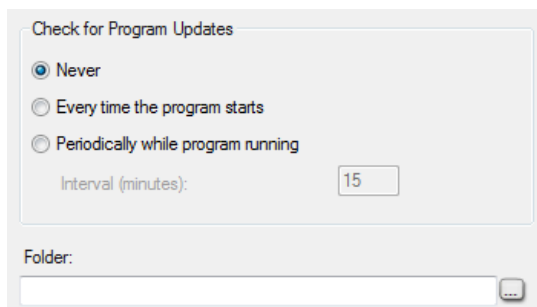 Check for Program Updates
Never
Every time the program starts
Periodically while program running
Interval (minutes): 15
Folder:
...